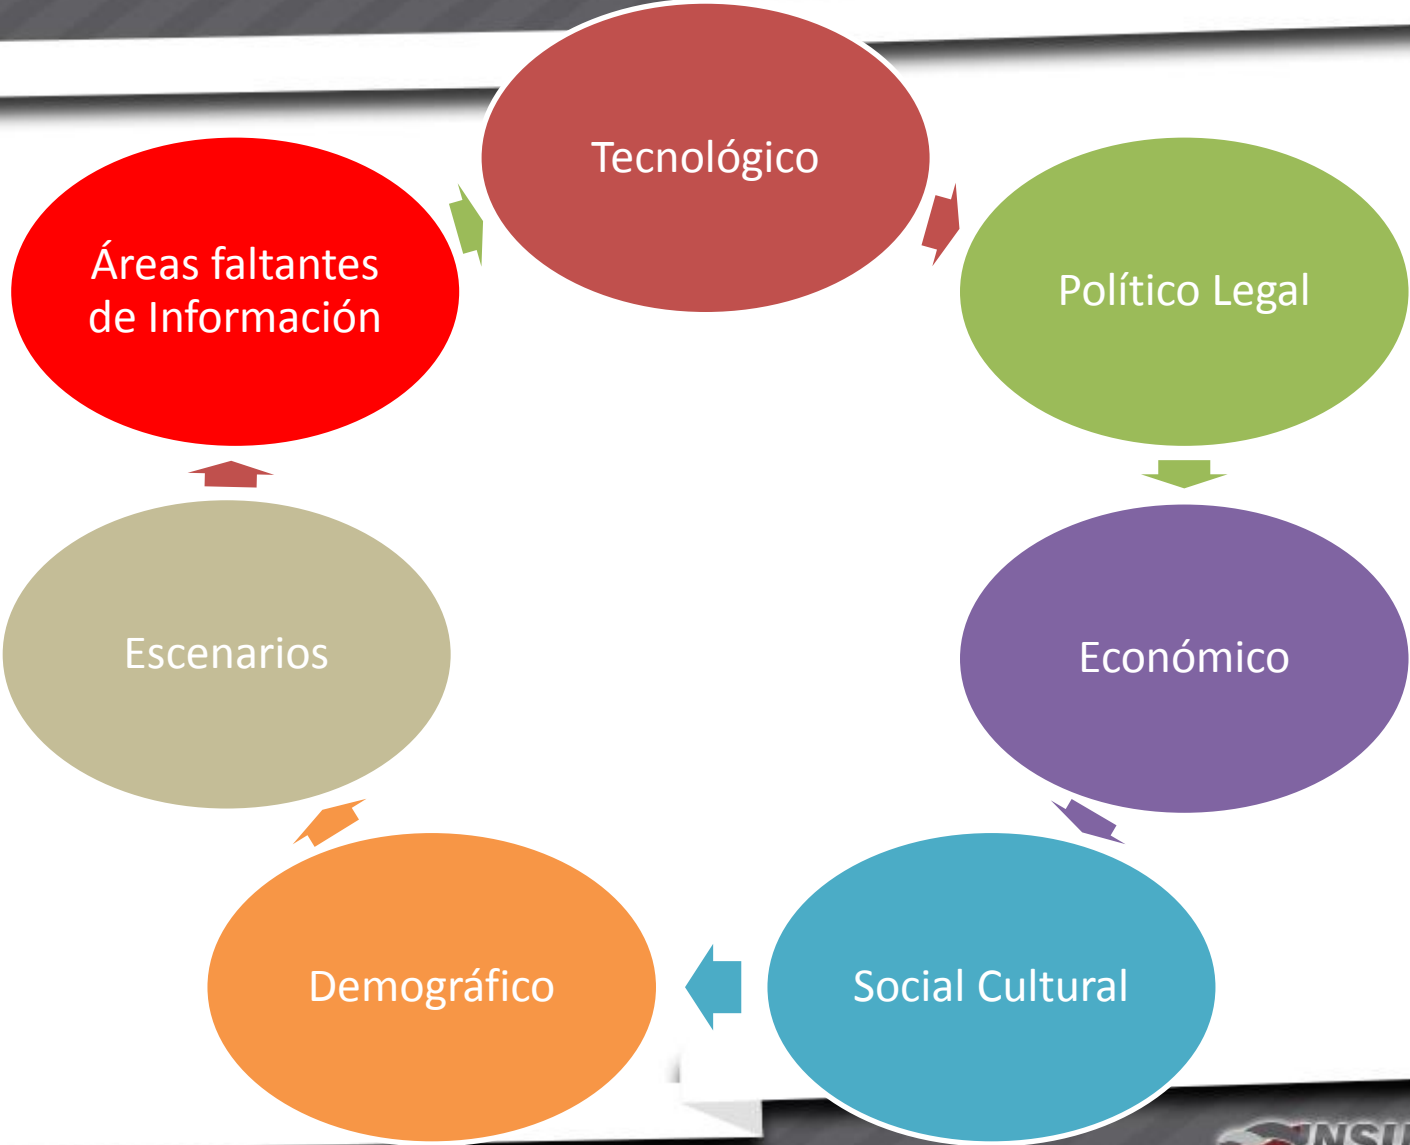 Tecnológico
Político Legal
Económico
Social Cultural
Demográfico
Escenarios
Áreas faltantes
de Información